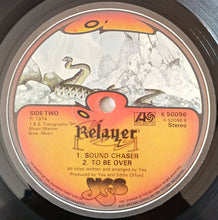 SIDE TWO
℗ 1974
1 & 2 Topographic
Music/Warner
Bros. Music
ATLANTIC
K 50096
(K 50096 B)
Stereo
Relayer
1. SOUND CHASER
2. TO BE OVER
All titles written and arranged by Yes
Produced by Yes and Eddie Offord
YES